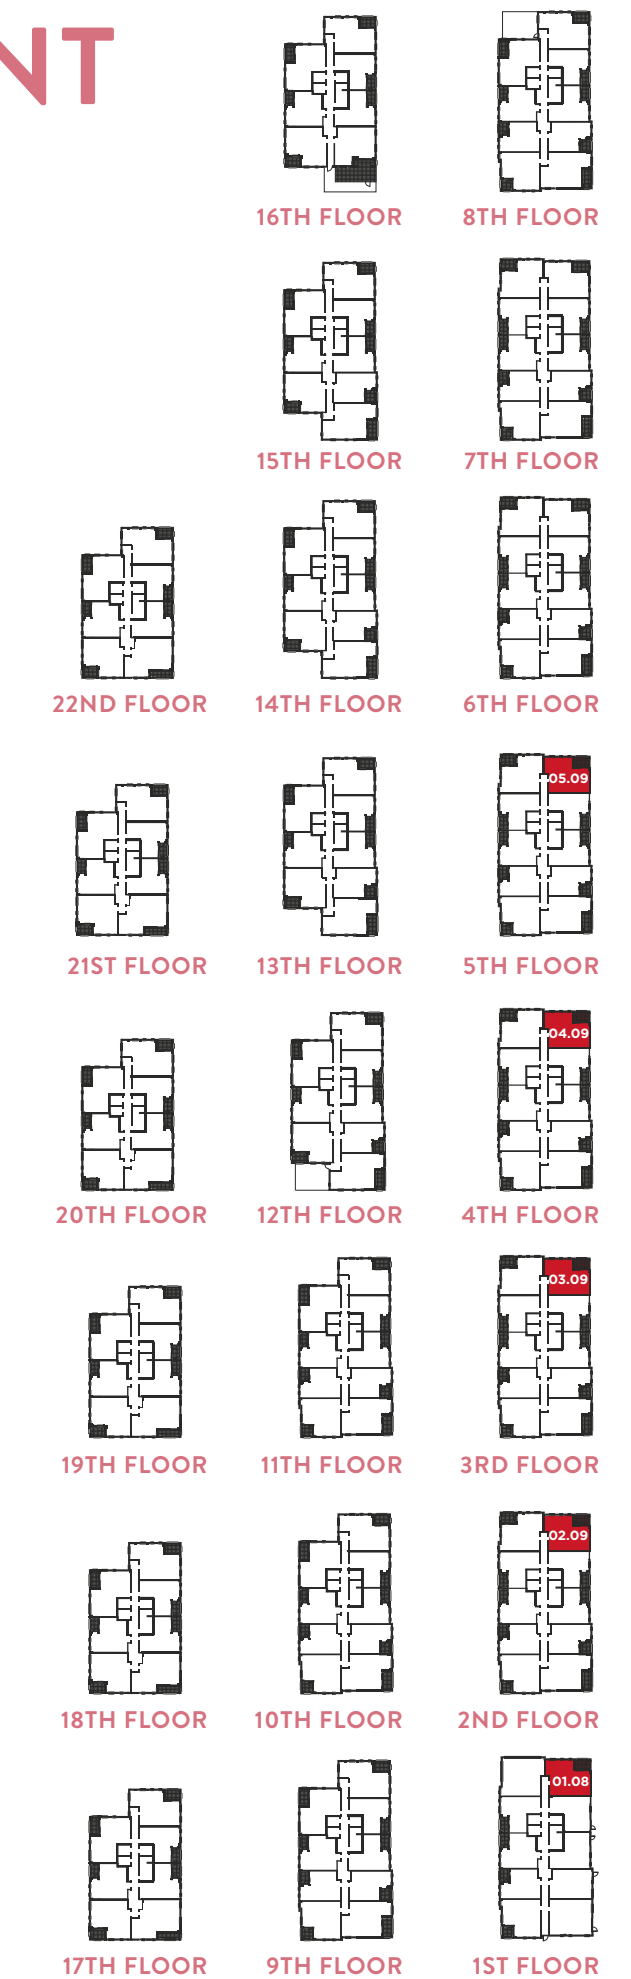 NT
16TH FLOOR
8TH FLOOR
15TH FLOOR
7TH FLOOR
22ND FLOOR
14TH FLOOR
6TH FLOOR
05.09
21ST FLOOR
13TH FLOOR
5TH FLOOR
04.09
20TH FLOOR
12TH FLOOR
4TH FLOOR
03.09
19TH FLOOR
11TH FLOOR
3RD FLOOR
02.09
18TH FLOOR
10TH FLOOR
2ND FLOOR
01.08
17TH FLOOR
9TH FLOOR
1ST FLOOR